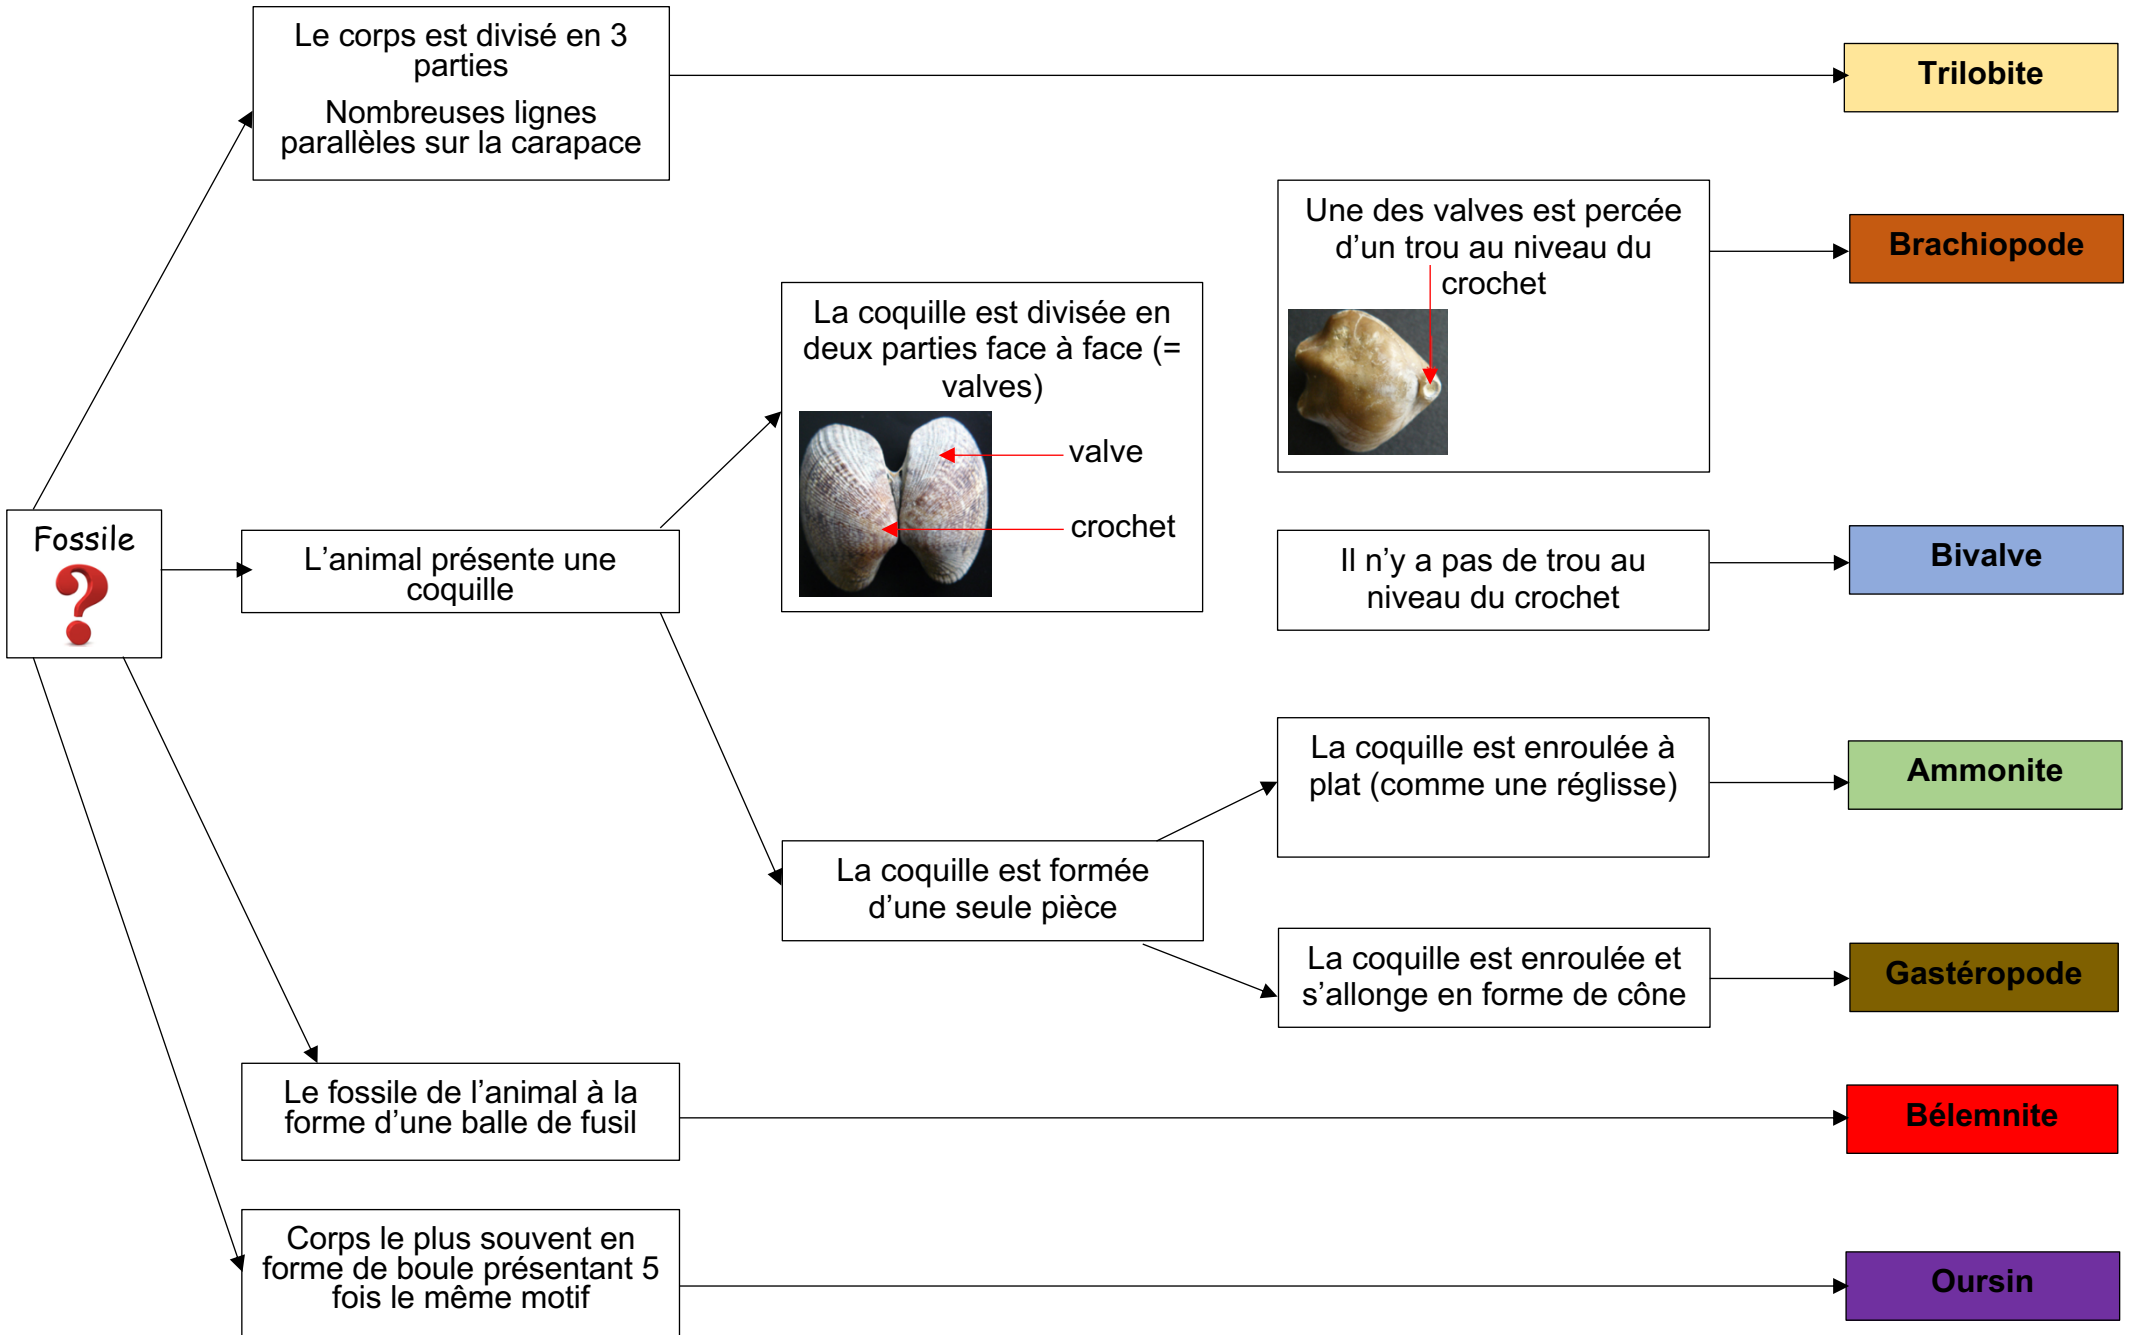 Le corps est divisé en 3
parties
Nombreuses lignes
parallèles sur la carapace
Trilobite
Une des valves est percée
d’un trou au niveau du
crochet
Brachiopode
La coquille est divisée en
deux parties face à face (=
valves)
valve
crochet
Fossile
?
L’animal présente une
coquille
Il n’y a pas de trou au
niveau du crochet
Bivalve
La coquille est enroulée à
plat (comme une réglisse)
Ammonite
La coquille est formée
d’une seule pièce
La coquille est enroulée et
s’allonge en forme de cône
Gastéropode
Le fossile de l’animal à la
forme d’une balle de fusil
Bélemnite
Corps le plus souvent en
forme de boule présentant 5
fois le même motif
Oursin